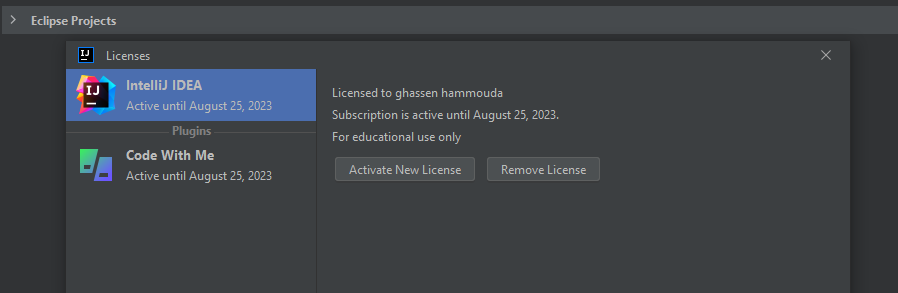 Eclipse Projects
IJ
Licenses
IJ
IntelliJ IDEA
Active until August 25, 2023
Plugins
Code With Me
Active until August 25, 2023
Licensed to ghassen hammouda
Subscription is active until August 25, 2023.
For educational use only
Activate New License
Remove License